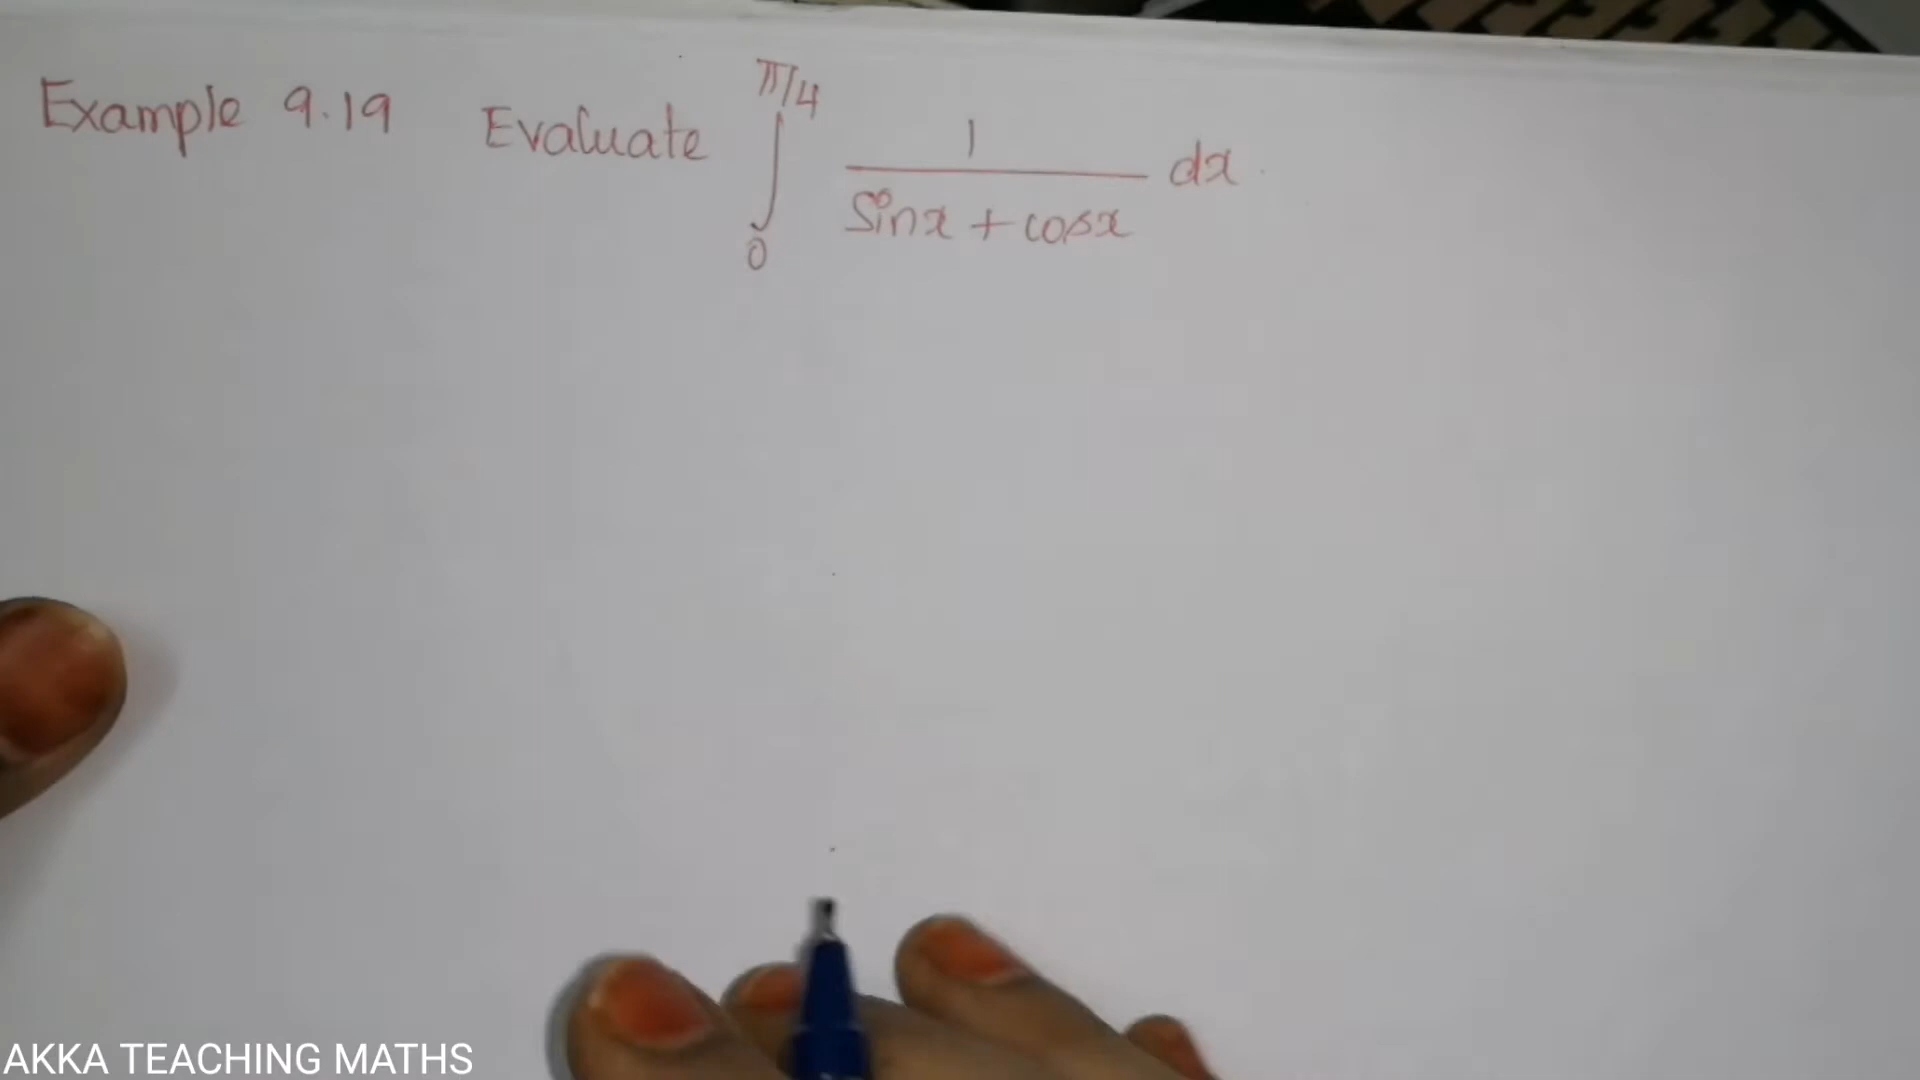 Example 9.19 Evaluate ∫₀^{π/4} 1/(Sinx + cosx) dx.
AKKA TEACHING MATHS